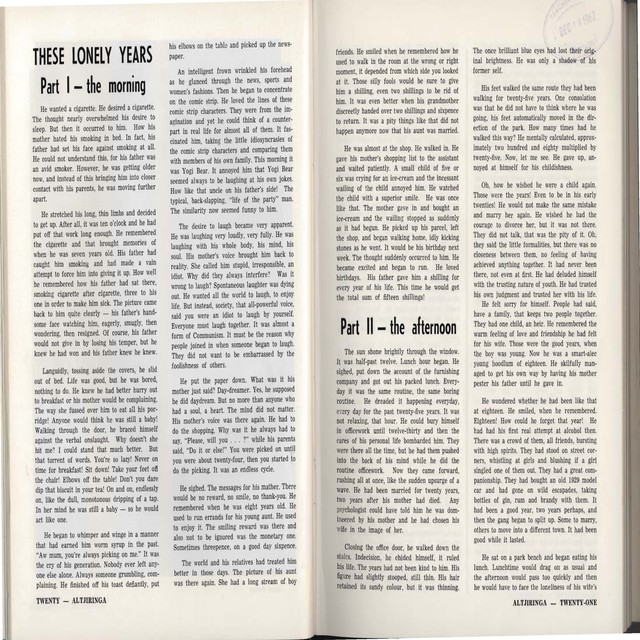 THESE LONELY YEARS
Part I — the morning
He wanted a cigarette. He desired a cigarette.
The thought nearly overwhelmed his desire to
sleep. But then it occurred to him. How his
mother hated his smoking in bed. In fact, his
father had set his face against smoking at all.
He could not understand this, for his father was
an avid smoker. However, he was getting older
now, and instead of this bringing him into closer
contact with his parents, he was moving further
apart.
He stretched his long, thin limbs and decided
to get up. After all, it was ten o'clock and he had
put off that work long enough. He remembered
the cigarette and that brought memories of
when he was seven years old. His father had
caught him smoking and had made a vain
attempt to force him into giving it up. How well
he remembered how his father had sat there,
smoking cigarette after cigarette, three to his
one in order to make him sick. The picture came
back to him quite clearly — his father's hand-
some face watching him, eagerly, smugly, then
wondering, then resigned. Of course, his father
would not give in by losing his temper, but he
knew he had won and his father knew he knew.
Languidly, tossing aside the covers, he slid
out of bed. Life was good, but he was bored,
nothing to do. He knew he had better hurry out
to breakfast or his mother would be complaining.
The way she fussed over him to eat all his por-
ridge! Anyone would think he was still a baby!
Walking through the door, he braced himself
against the verbal onslaught. Why doesn't she
hit me? I could stand that much better. But
that torrent of words. You're so lazy! Never on
time for breakfast! Sit down! Take your feet off
the chair! Elbows off the table! Don't you dare
dip that biscuit in your tea! On and on, endlessly
on, like the dull, monotonous dripping of a tap.
In her mind he was still a baby — so he would
act like one.
He began to whimper and winge in a manner
that had earned him worm syrup in the past.
"Aw mum, you're always picking on me." It was
the cry of his generation. Nobody ever left any-
one else alone. Always someone grumbling, com-
plaining. He finished off his toast defiantly, put
TWENTY — ALTJIRINGA
his elbows on the table and picked up the news-
paper.
An intelligent frown wrinkled his forehead
as he glanced through the news, sports and
women's fashions. Then he began to concentrate
on the comic strip. He loved the lines of these
comic strip characters. They were from the im-
agination and yet he could think of a counter-
part in real life for almost all of them. It fas-
cinated him, taking the little idiosyncrasies of
the comic strip characters and comparing them
with members of his own family. This morning it
was Yogi Bear. It annoyed him that Yogi Bear
seemed always to be laughing at his own jokes.
How like that uncle on his father's side! The
typical, back-slapping, "life of the party" man.
The similarity now seemed funny to him.
The desire to laugh became very apparent.
He was laughing very loudly, very fully. He was
laughing with his whole body, his mind, his
soul. His mother's voice brought him back to
reality. She called him stupid, irresponsible, an
idiot. Why did they always interfere? Was it
wrong to laugh? Spontaneous laughter was dying
out. He wanted all the world to laugh, to enjoy
life. But instead, society, that all-powerful voice,
said you were an idiot to laugh by yourself.
Everyone must laugh together. It was almost a
form of Communism. It must be the reason why
people joined in when someone began to laugh.
They did not want to be embarrassed by the
foolishness of others.
He put the paper down. What was it his
mother just said? Day-dreamer. Yes, he supposed
he did daydream. But no more than anyone who
had a soul, a heart. The mind did not matter.
His mother's voice was there again. He had to
do the shopping. Why was it he always had to
say, "Please, will you . . . ?" while his parents
said, "Do it or else!" You were picked on until
you were twenty-four, then you started to
do the picking. It was an endless cycle.
He sighed. The messages for his mother. There
would be no reward, no smile, no thank-you. He
remembered when he was eight years old. He
used to run errands for his young aunt. He used
to enjoy it. The smiling reward was there and
also not to be ignored was the monetary one.
Sometimes threepence, on a good day sixpence.
The world and his relatives had treated him
better in those days. The picture of his aunt
was there again. She had a long stream of boy
friends. He smiled when he remembered how he
used to walk in the room at the wrong or right
moment, it depended from which side you looked
at it. Those silly fools would be sure to give
him a shilling, even two shillings to be rid of
him. It was even better when his grandmother
discreetly handed over two shillings and sixpence
to return. It was a pity things like that did not
happen anymore now that his aunt was married.
He was almost at the shop. He walked in. He
gave his mother's shopping list to the assistant
and waited patiently. A small child of five or
six was crying for an ice-cream and the incessant
wailing of the child annoyed him. He watched
the child with a superior smile. He was once
like that. The mother gave in and bought an
ice-cream and the wailing stopped as suddenly
as it had begun. He picked up his parcel, left
the shop, and began walking home, idly kicking
stones as he went. It would be his birthday next
week. The thought suddenly occurred to him. He
became excited and began to run. He loved
birthdays. His father gave him a shilling for
every year of his life. This time he would get
the total sum of fifteen shillings!
Part II — the afternoon
The sun shone brightly through the window.
It was half-past twelve. Lunch hour began. He
sighed, put down the account of the furnishing
company and got out his packed lunch. Every-
day it was the same routine, the same boring
routine. He dreaded it happening everyday,
every day for the past twenty-five years. It was
not relaxing, that hour. He could bury himself
in officework until twelve-thirty and then the
cares of his personal life bombarded him. They
were there all the time, but he had them pushed
into the back of his mind while he did the
routine officework. Now they came forward,
rushing all at once, like the sudden upsurge of a
wave. He had been married for twenty years,
two years after his mother had died. Any
psychologist could have told him he was dom-
ineered by his mother and he had chosen his
wife in the image of her.
Closing the office door, he walked down the
stairs. Indecision, he chided himself, it ruled
his life. The years had not been kind to him. His
figure had slightly stooped, still thin. His hair
retained its sandy colour, but it was thinning.
The once brilliant blue eyes had lost their orig-
inal brightness. He was only a shadow of his
former self.
His feet walked the same route they had been
walking for twenty-five years. One consolation
was that he did not have to think where he was
going, his feet automatically moved in the dir-
ection of the park. How many times had he
walked this way? He mentally calculated, approx-
imately two hundred and eighty multiplied by
twenty-five. Now, let me see. He gave up, an-
noyed at himself for his childishness.
Oh, how he wished he were a child again.
Those were the years! Even to be in his early
twenties! He would not make the same mistake
and marry her again. He wished he had the
courage to divorce her, but it was not there.
They did not talk, that was the pity of it. Oh,
they said the little formalities, but there was no
closeness between them, no feeling of having
achieved anything together. It had never been
there, not even at first. He had deluded himself
with the trusting nature of youth. He had trusted
his own judgment and trusted her with his life.
He felt sorry for himself. People had said,
have a family, that keeps two people together.
They had one child, an heir. He remembered the
warm feeling of love and friendship he had felt
for his wife. Those were the good years, when
the boy was young. Now he was a smart-alec
young hoodlum of eighteen. He skilfully man-
aged to get his own way by having his mother
pester his father until he gave in.
He wondered whether he had been like that
at eighteen. He smiled, when he remembered.
Eighteen! How could he forget that year! He
had had his first real attempt at alcohol then.
There was a crowd of them, all friends, bursting
with high spirits. They had stood on street cor-
ners, whistling at girls and blushing if a girl
singled one of them out. They had a great com-
panionship. They had bought an old 1929 model
car and had gone on wild escapades, taking
bottles of gin, rum and brandy with them. It
had been a good year, two years perhaps, and
then the gang began to split up. Some to marry,
others to move into a different town. It had been
good while it lasted.
He sat on a park bench and began eating his
lunch. Lunchtime would drag on as usual and
the afternoon would pass too quickly and then
he would have to face the loneliness of his wife's
ALTJIRINGA — TWENTY-ONE